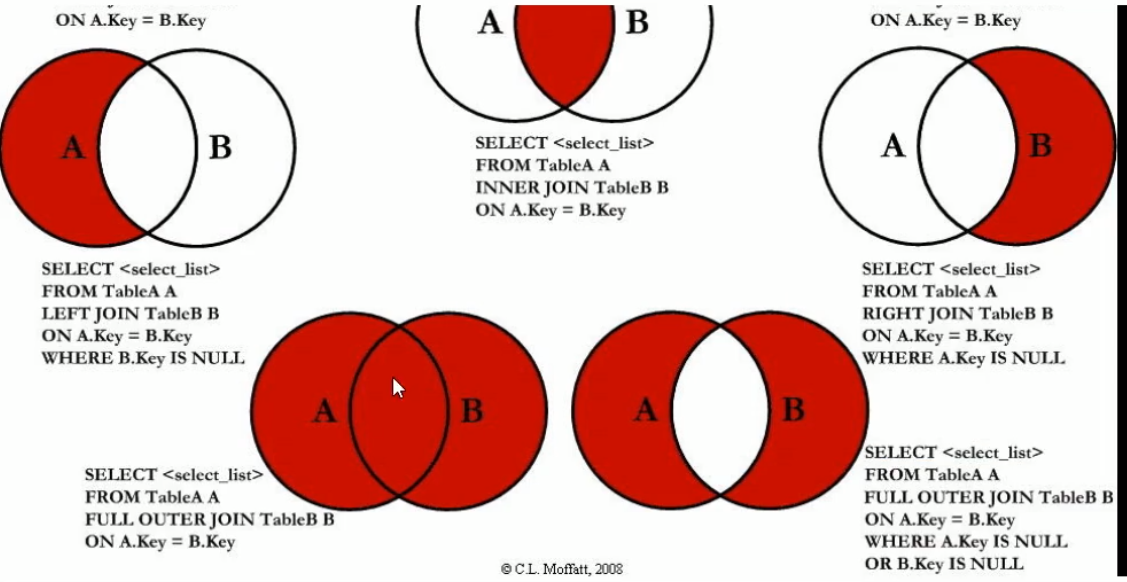 ON A.Key = B.Key
A
B
ON A.Key = B.Key
A
B
SELECT <select_list>
FROM TableA A
INNER JOIN TableB B
ON A.Key = B.Key
A
B
SELECT <select_list>
FROM TableA A
LEFT JOIN TableB B
ON A.Key = B.Key
WHERE B.Key IS NULL
SELECT <select_list>
FROM TableA A
RIGHT JOIN TableB B
ON A.Key = B.Key
WHERE A.Key IS NULL
A
B
SELECT <select_list>
FROM TableA A
FULL OUTER JOIN TableB B
ON A.Key = B.Key
A
B
SELECT <select_list>
FROM TableA A
FULL OUTER JOIN TableB B
ON A.Key = B.Key
WHERE A.Key IS NULL
OR B.Key IS NULL
© C.L. Moffatt, 2008